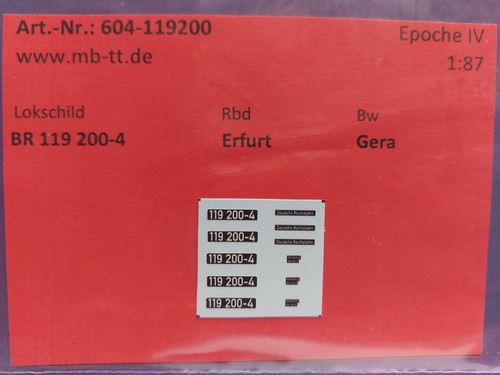 Art.-Nr.: 604-119200
Epoche IV
www.mb-tt.de
1:87
Lokschild
Rbd
Bw
BR 119 200-4
Erfurt
Gera
119 200-4
Deutsche Reichsbahn
119 200-4
Deutsche Reichsbahn
Deutsche Reichsbahn
119 200-4
119 200-4
119 200-4